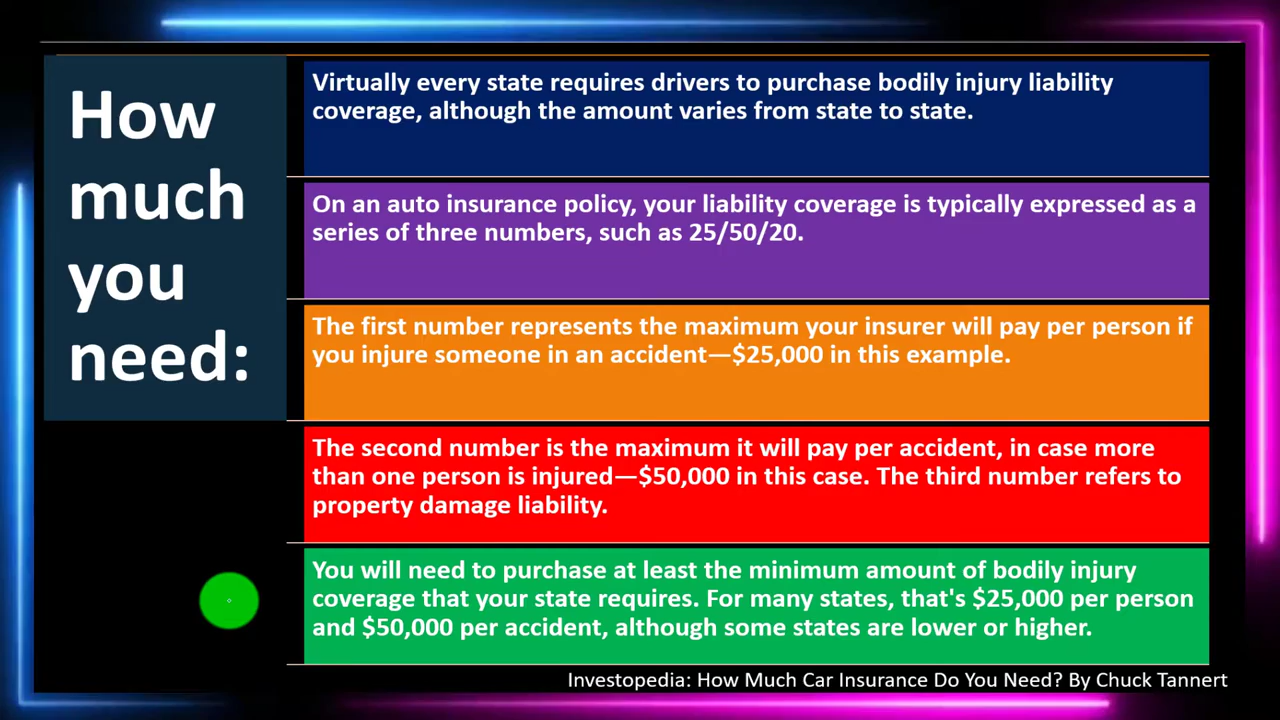 How
much
you
need:
Virtually every state requires drivers to purchase bodily injury liability
coverage, although the amount varies from state to state.
On an auto insurance policy, your liability coverage is typically expressed as a
series of three numbers, such as 25/50/20.
The first number represents the maximum your insurer will pay per person if
you injure someone in an accident—$25,000 in this example.
The second number is the maximum it will pay per accident, in case more
than one person is injured—$50,000 in this case. The third number refers to
property damage liability.
You will need to purchase at least the minimum amount of bodily injury
coverage that your state requires. For many states, that's $25,000 per person
and $50,000 per accident, although some states are lower or higher.
Investopedia: How Much Car Insurance Do You Need? By Chuck Tannert